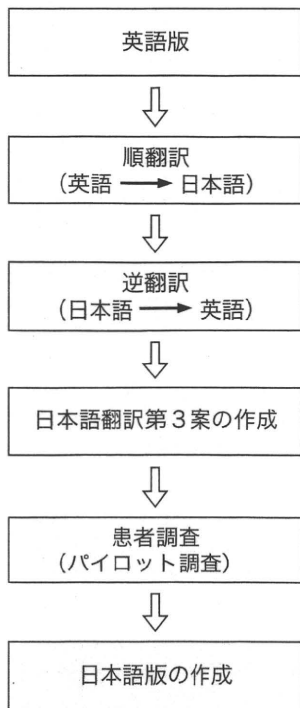 英語版
順翻訳
(英語 → 日本語)
逆翻訳
(日本語 → 英語)
日本語翻訳第3案の作成
患者調査
(パイロット調査)
日本語版の作成